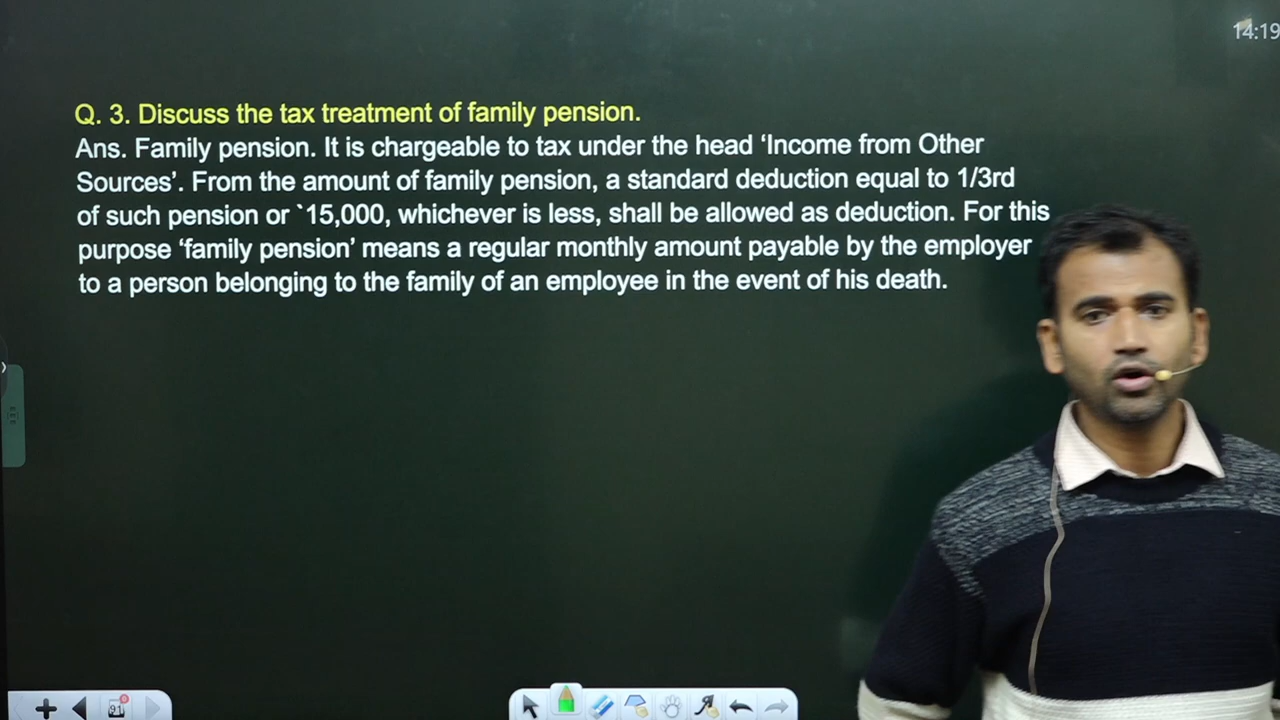 14:19
Q. 3. Discuss the tax treatment of family pension.
Ans. Family pension. It is chargeable to tax under the head ‘Income from Other
Sources’. From the amount of family pension, a standard deduction equal to 1/3rd
of such pension or `15,000, whichever is less, shall be allowed as deduction. For this
purpose ‘family pension’ means a regular monthly amount payable by the employer
to a person belonging to the family of an employee in the event of his death.
91